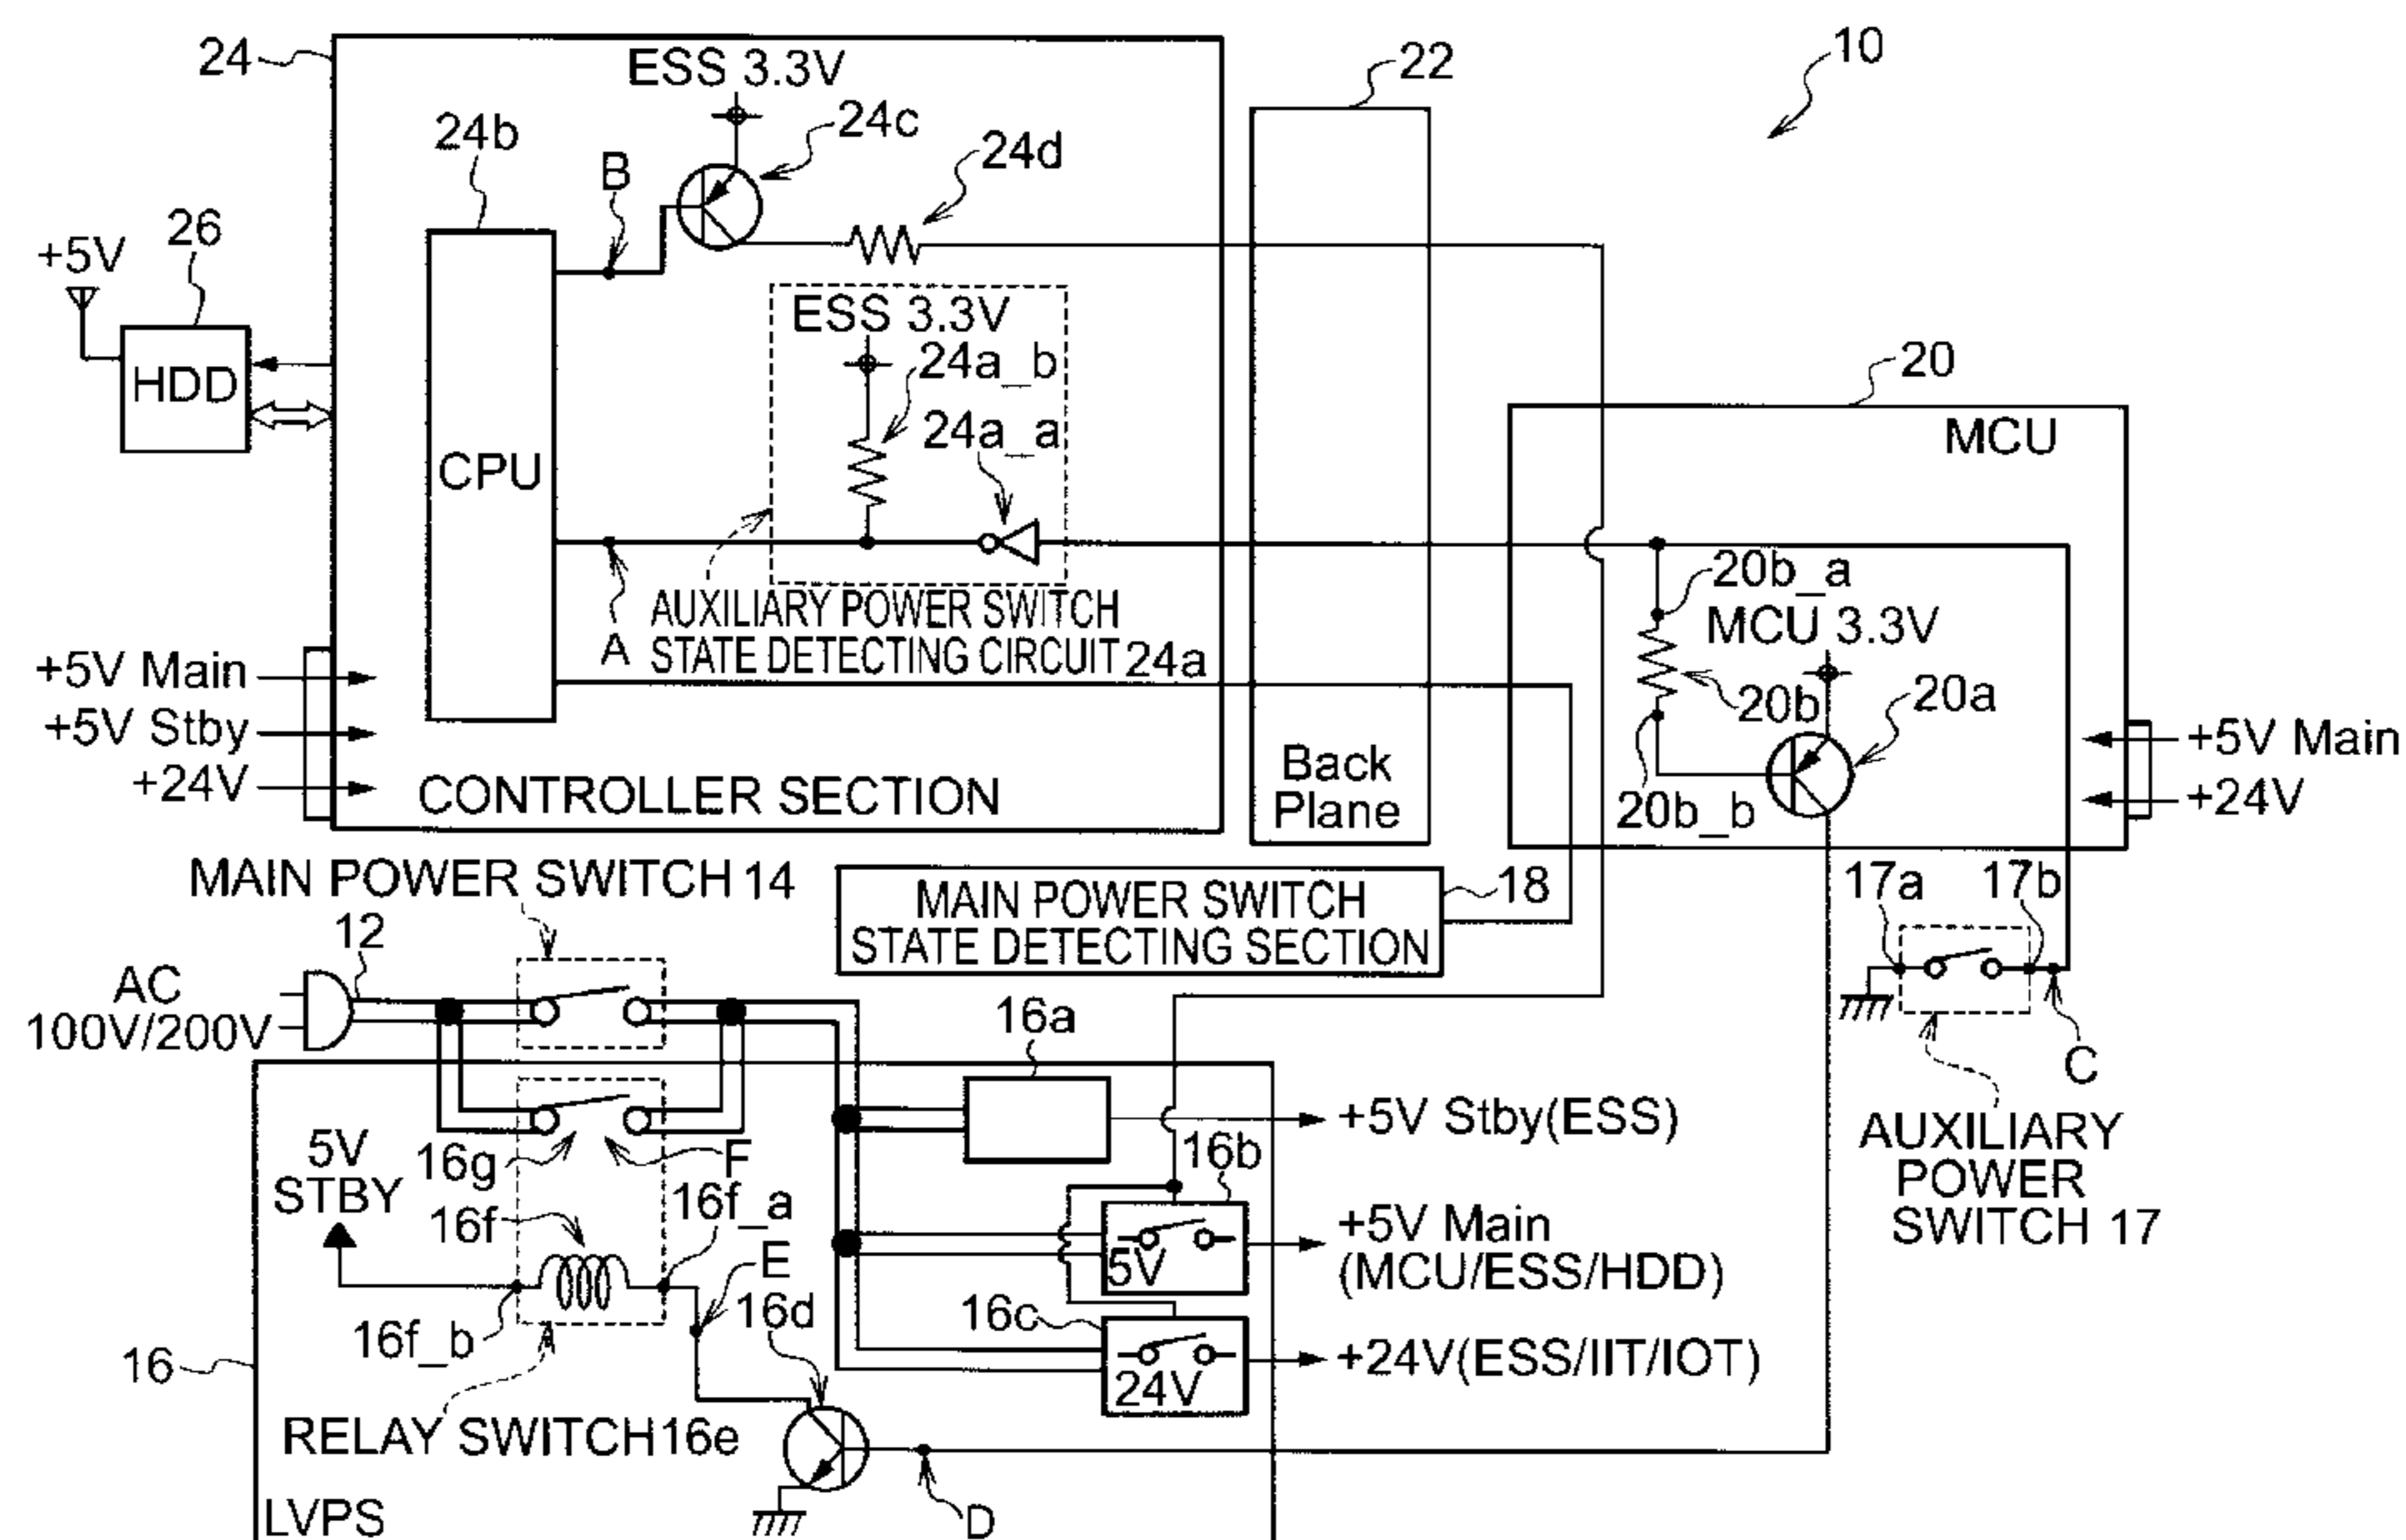 24
ESS 3.3V
22
10
24b
24c
B
24d
+5V
26
HDD
ESS 3.3V
24a_b
24a_a
CPU
20
MCU
20b_a
MCU 3.3V
20b
20a
20b_b
AUXILIARY POWER SWITCH
STATE DETECTING CIRCUIT 24a
A
+5V Main
+5V Stby
+24V
CONTROLLER SECTION
Back
Plane
+5V Main
+24V
MAIN POWER SWITCH 14
12
AC
100V/200V
MAIN POWER SWITCH
STATE DETECTING SECTION
18
17a
17b
C
AUXILIARY
POWER
SWITCH 17
16a
+5V Stby(ESS)
16g
F
5V
STBY
16f
16f_a
16b
5V
+5V Main
(MCU/ESS/HDD)
E
16d
16c
24V
+24V(ESS/IIT/IOT)
16f_b
16
RELAY SWITCH16e
LVPS
D